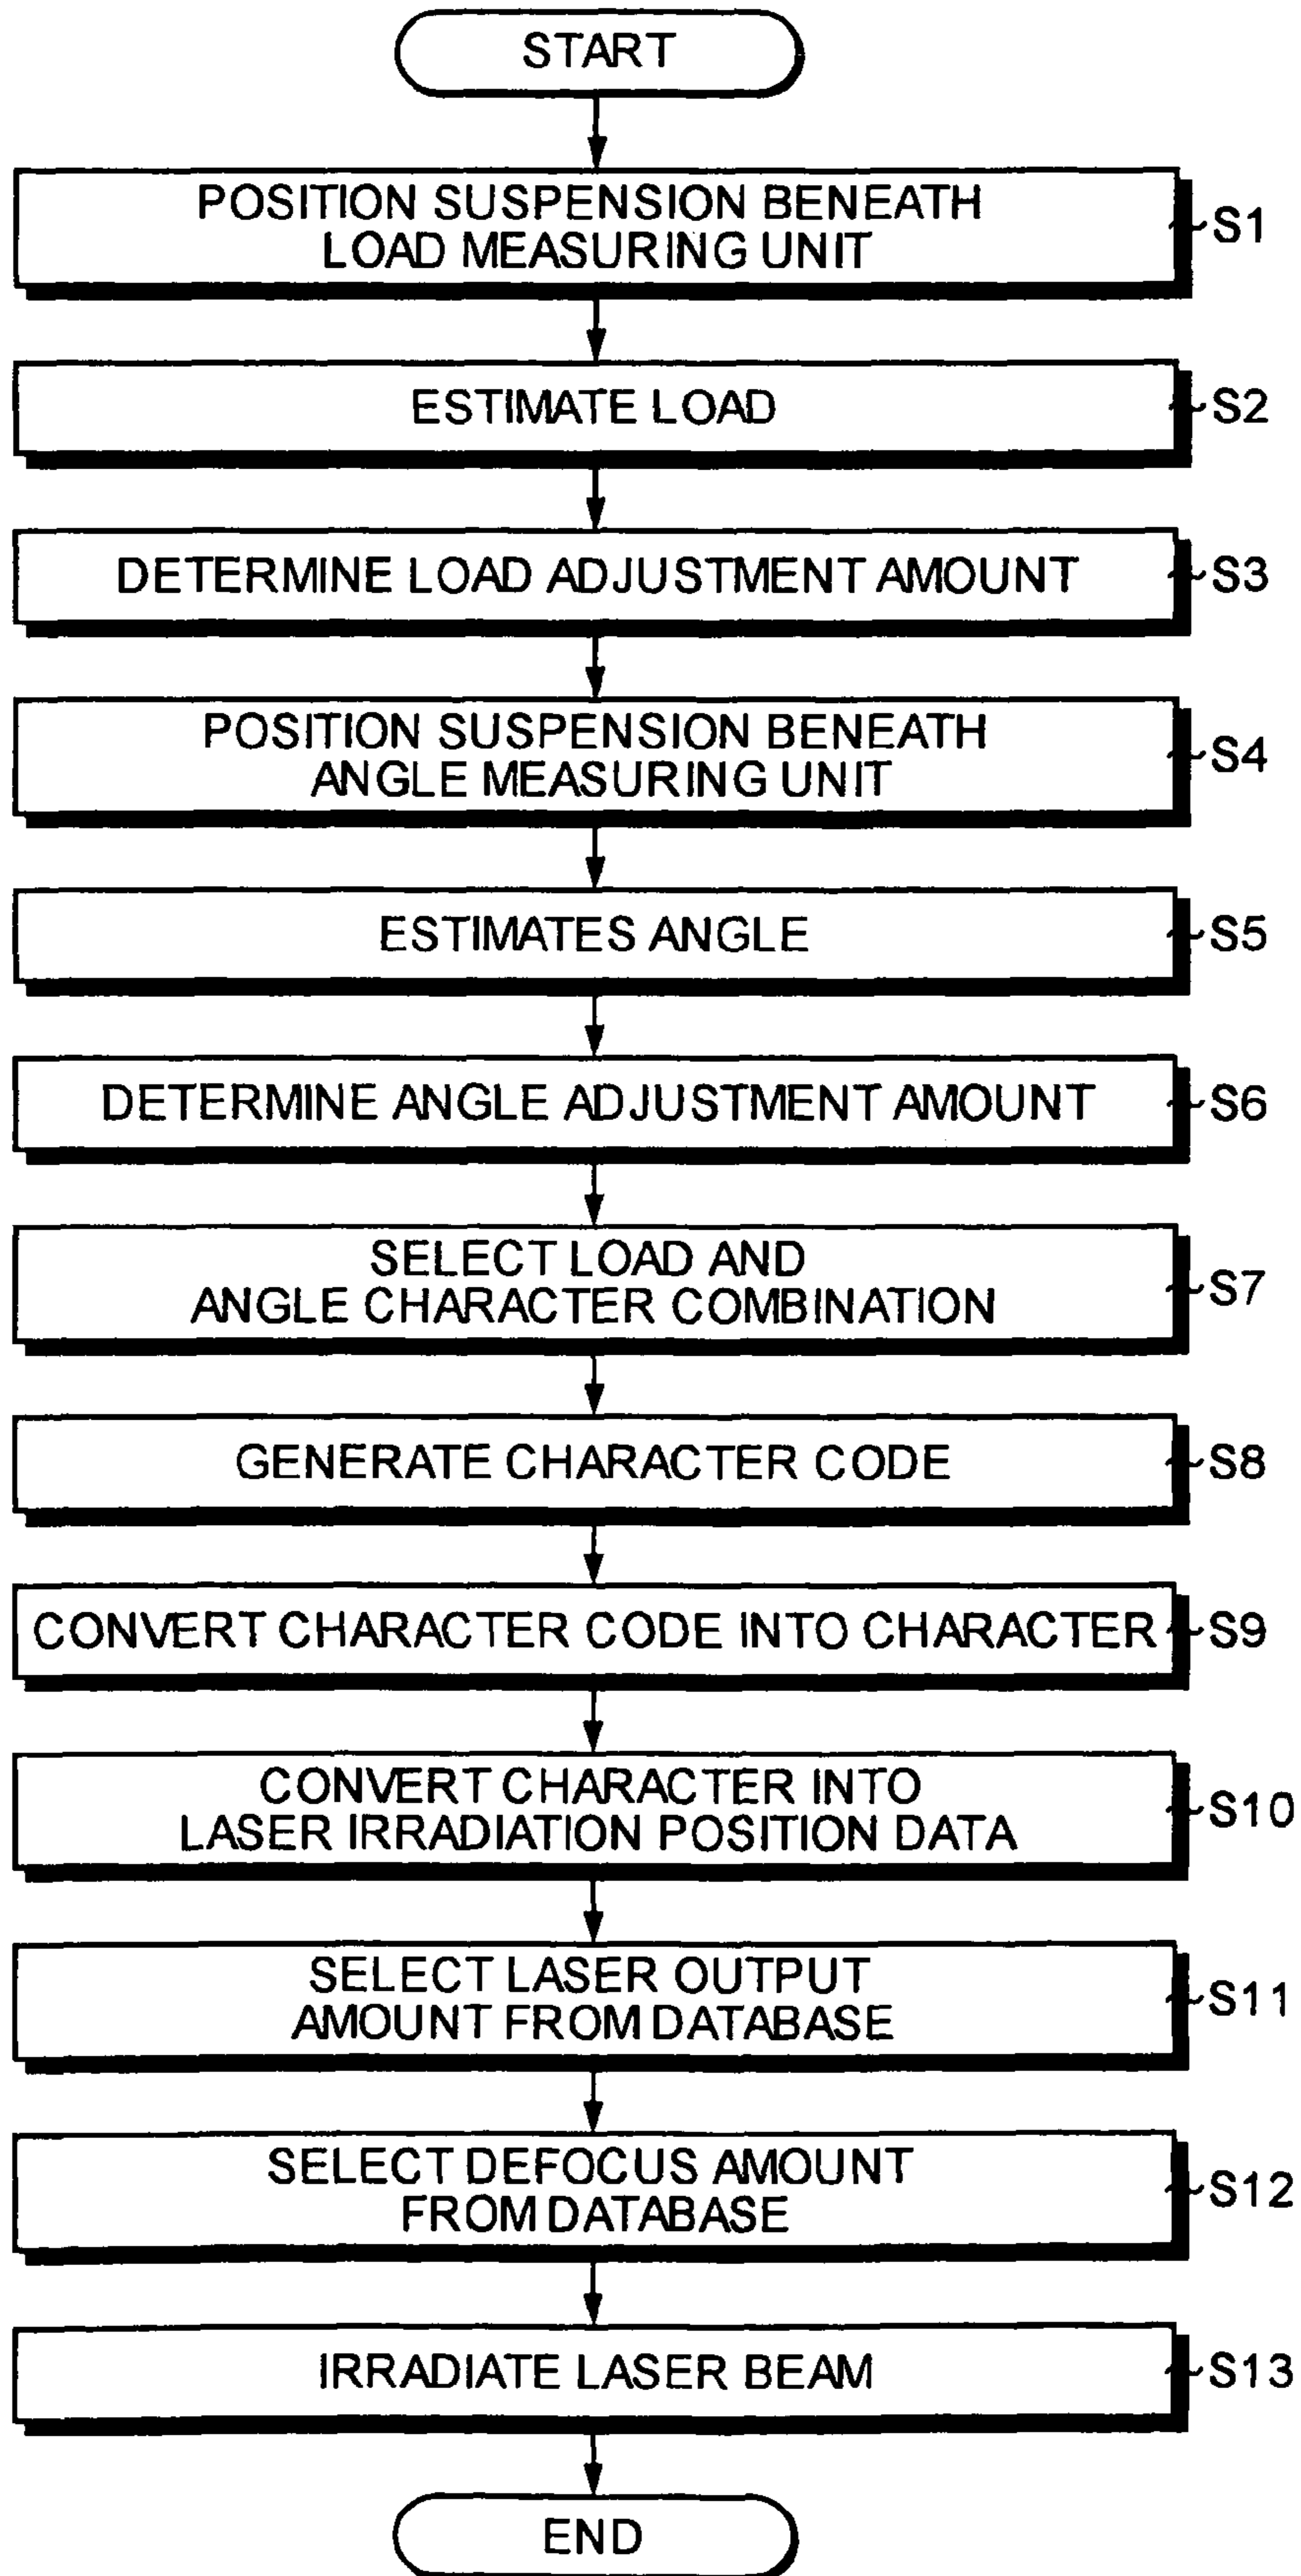 START
POSITION SUSPENSION BENEATH
LOAD MEASURING UNIT
S1
ESTIMATE LOAD
S2
DETERMINE LOAD ADJUSTMENT AMOUNT
S3
POSITION SUSPENSION BENEATH
ANGLE MEASURING UNIT
S4
ESTIMATES ANGLE
S5
DETERMINE ANGLE ADJUSTMENT AMOUNT
S6
SELECT LOAD AND
ANGLE CHARACTER COMBINATION
S7
GENERATE CHARACTER CODE
S8
CONVERT CHARACTER CODE INTO CHARACTER
S9
CONVERT CHARACTER INTO
LASER IRRADIATION POSITION DATA
S10
SELECT LASER OUTPUT
AMOUNT FROM DATABASE
S11
SELECT DEFOCUS AMOUNT
FROM DATABASE
S12
IRRADIATE LASER BEAM
S13
END